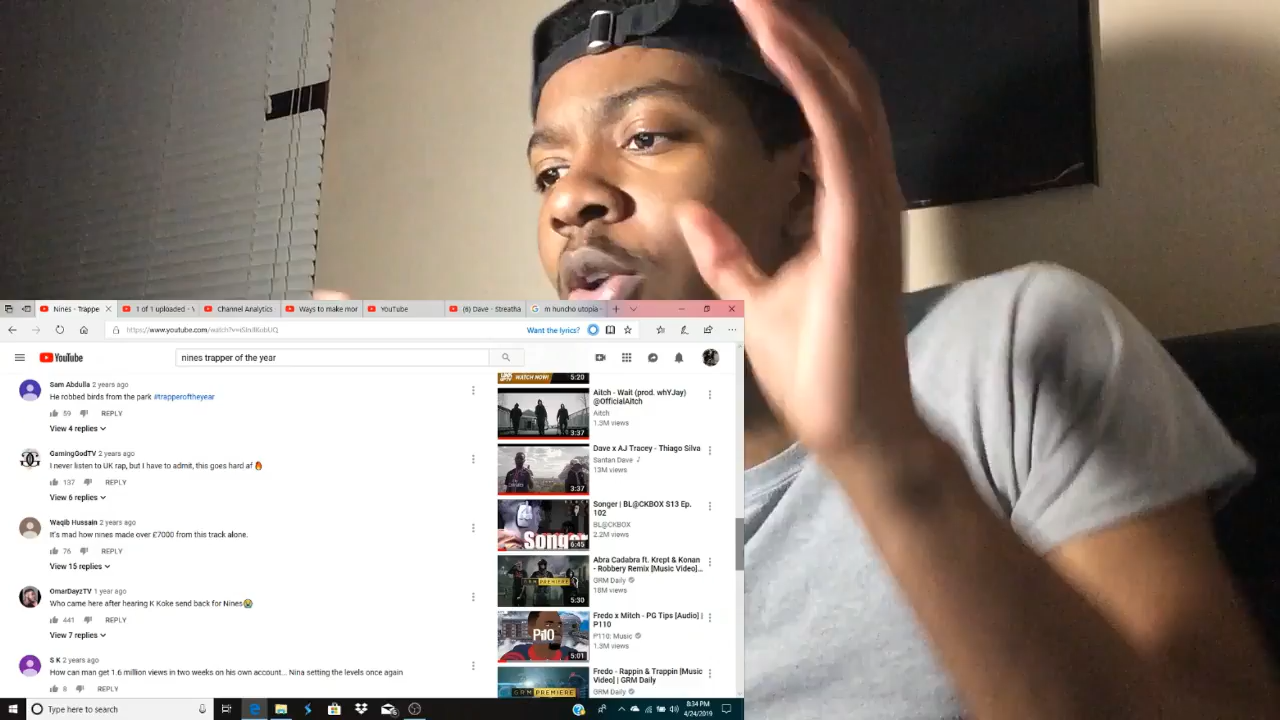 Nines - Trappe
1 of 1 uploaded -
Channel Analytics
Ways to make mor
YouTube
(6) Dave - Streatha
m huncho utopia -
Want the lyrics?
YouTube
nines trapper of the year
Sam Abdulla 2 years ago
He robbed birds from the park #trapperoftheyear
59 REPLY
View 4 replies
GamingGodTV 2 years ago
I never listen to UK rap, but I have to admit, this goes hard af
137 REPLY
View 6 replies
Waqib Hussain 2 years ago
It's mad how nines made over £7000 from this track alone.
76 REPLY
View 15 replies
OmarDayzTV 1 year ago
Who came here after hearing K Koke send back for Nines
441 REPLY
View 7 replies
S K 2 years ago
How can man get 1.6 million views in two weeks on his own account... Nina setting the levels once again
8 REPLY
WATCH NOW!
5:20
Aitch - Wait (prod. whYJay)
@OfficialAitch
Aitch
1.3M views
3:37
Dave x AJ Tracey - Thiago Silva
Santan Dave
13M views
3:37
Songer | BL@CKBOX S13 Ep.
102
BL@CKBOX
2.2M views
Songer
6:45
Abra Cadabra ft. Krept & Konan
- Robbery Remix [Music Video]...
GRM Daily
18M views
GRM PREMIERE
5:30
Fredo x Mitch - PG Tips [Audio] |
P110
P110 Music
1.3M views
P110
5:01
Fredo - Rappin & Trappin [Music
Video] | GRM Daily
GRM Daily
GRM PREMIERE
Type here to search
8:34 PM
4/24/2019